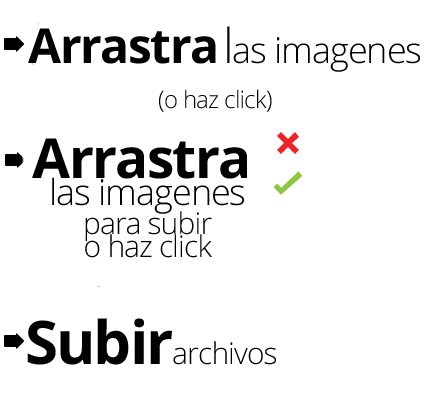 Arrastra las imagenes
(o haz click)
Arrastra
las imagenes
para subir
o haz click
Subir archivos